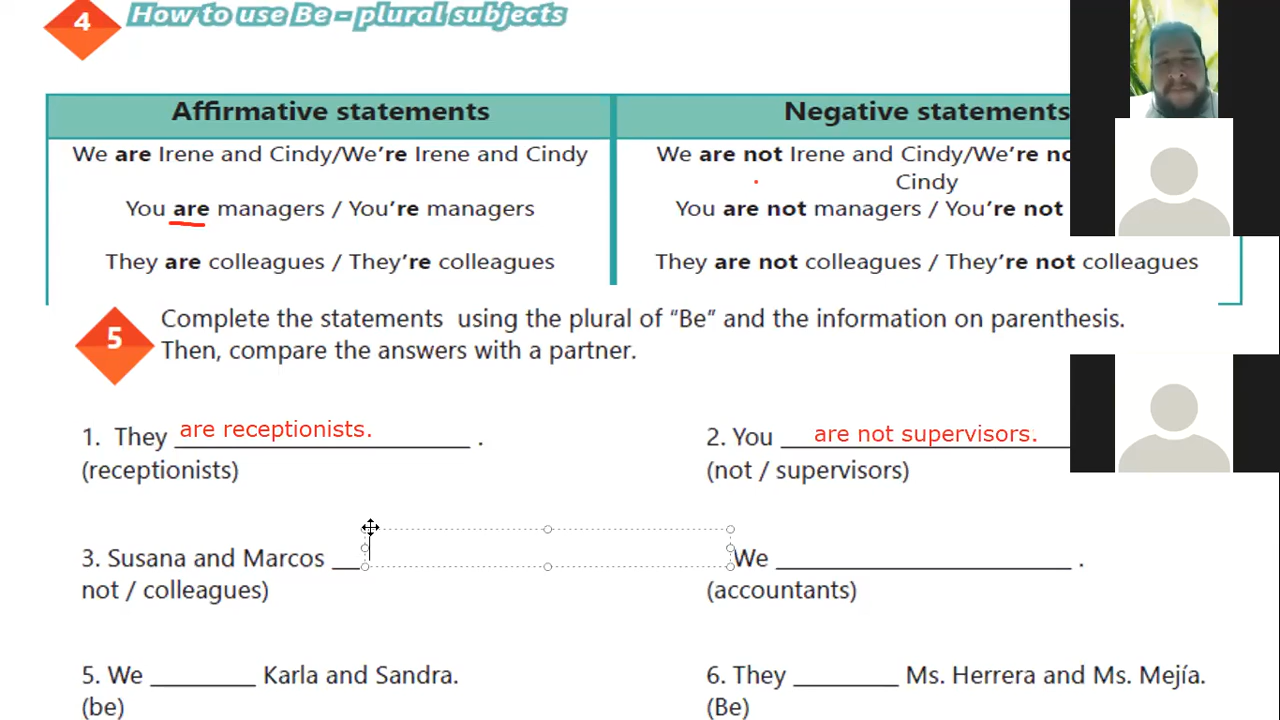 4 How to use Be - plural subjects
Affirmative statements Negative statements
We are Irene and Cindy/We're Irene and Cindy We are not Irene and Cindy/We're
Cindy
You are managers / You're managers You are not managers / You're not
They are colleagues / They're colleagues They are not colleagues / They're not colleagues
5 Complete the statements using the plural of "Be" and the information on parenthesis.
Then, compare the answers with a partner.
1. They are receptionists. . 2. You are not supervisors.
(receptionists) (not / supervisors)
3. Susana and Marcos __ We ______________________ .
not / colleagues) (accountants)
5. We ________ Karla and Sandra. 6. They ________ Ms. Herrera and Ms. Mejía.
(be) (Be)